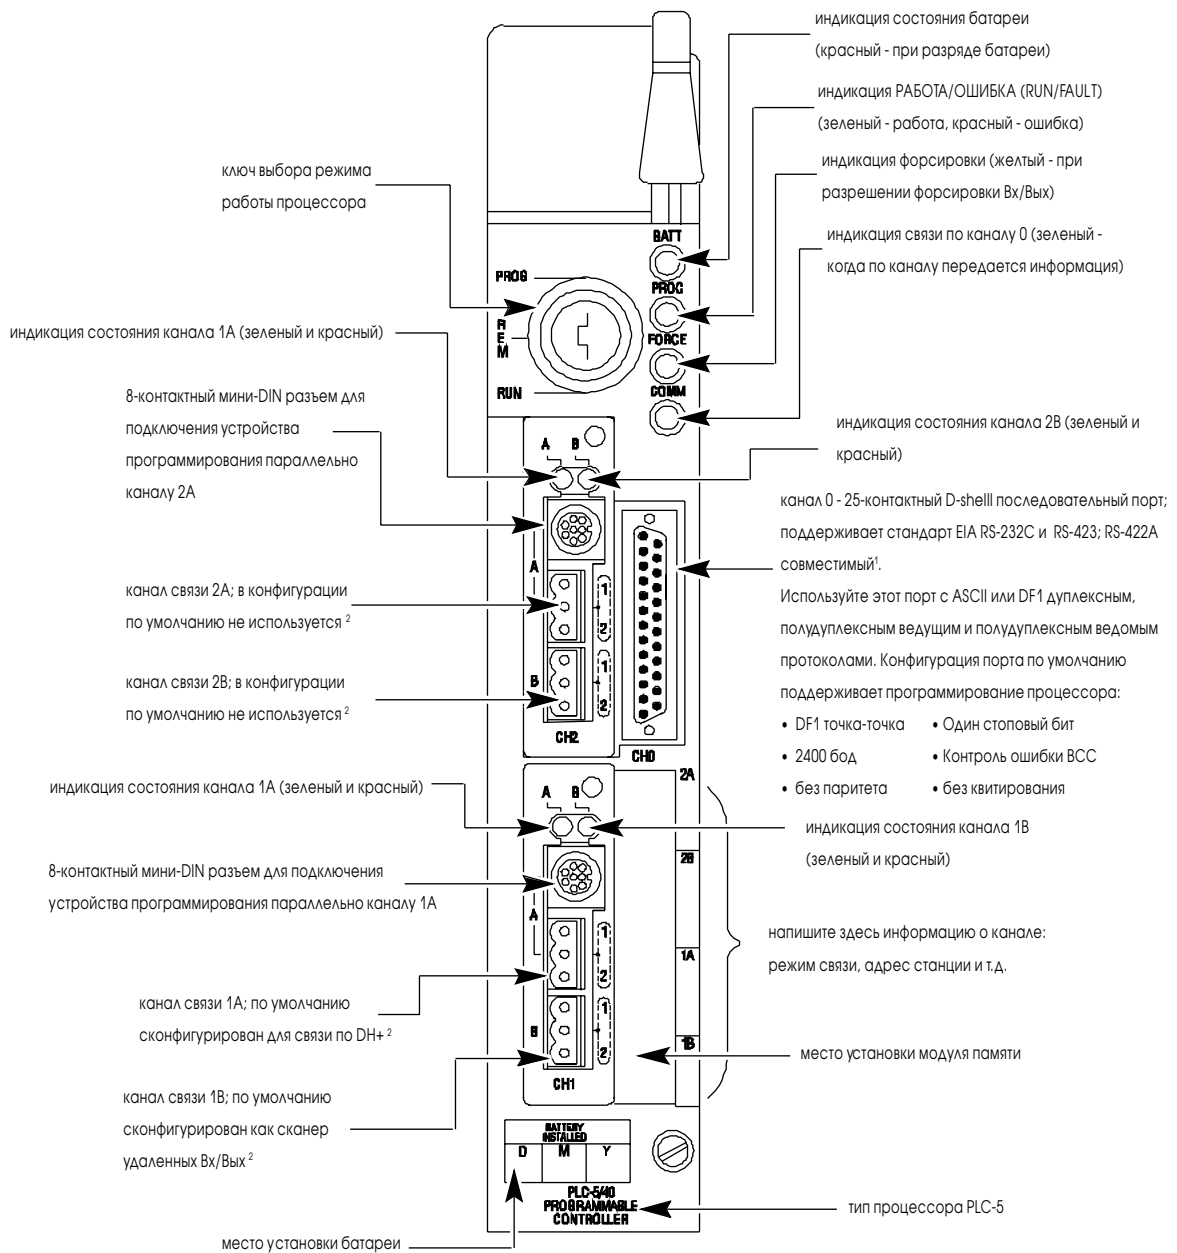 индикация состояния батареи
(красный - при разряде батареи)
индикация РАБОТА/ОШИБКА (RUN/FAULT)
(зеленый - работа, красный - ошибка)
ключ выбора режима
работы процессора
индикация форсировки (желтый - при
разрешении форсировки Вх/Вых)
индикация связи по каналу 0 (зеленый -
когда по каналу передается информация)
BATT
PROG
PROC
REM
FORCE
RUN
COMM
индикация состояния канала 1А (зеленый и красный)
8-контактный мини-DIN разъем для
подключения устройства
программирования параллельно
каналу 2А
индикация состояния канала 2В (зеленый и
красный)
A B
канал 0 - 25-контактный D-shelll последовательный порт;
поддерживает стандарт EIA RS-232C и RS-423; RS-422A
совместимый¹.
Используйте этот порт с ASCII или DF1 дуплексным,
полудуплексным ведущим и полудуплексным ведомым
протоколами. Конфигурация порта по умолчанию
поддерживает программирование процессора:
• DF1 точка-точка • Один стоповый бит
• 2400 бод • Контроль ошибки BCC
• без паритета • без квитирования
канал связи 2А; в конфигурации
по умолчанию не используется ²
A
1
2
канал связи 2В; в конфигурации
по умолчанию не используется ²
B
1
2
CH2
CH0
2A
индикация состояния канала 1А (зеленый и красный)
A B
индикация состояния канала 1В
(зеленый и красный)
2B
8-контактный мини-DIN разъем для подключения
устройства программирования параллельно каналу 1А
A
1
2
1A
напишите здесь информацию о канале:
режим связи, адрес станции и т.д.
канал связи 1А; по умолчанию
сконфигурирован для связи по DH+ ²
B
1
2
1B
место установки модуля памяти
CH1
канал связи 1В; по умолчанию
сконфигурирован как сканер
удаленных Вх/Вых ²
BATTERY
INSTALLED
D M Y
PLC-5/40
PROGRAMMABLE
CONTROLLER
тип процессора PLC-5
место установки батареи